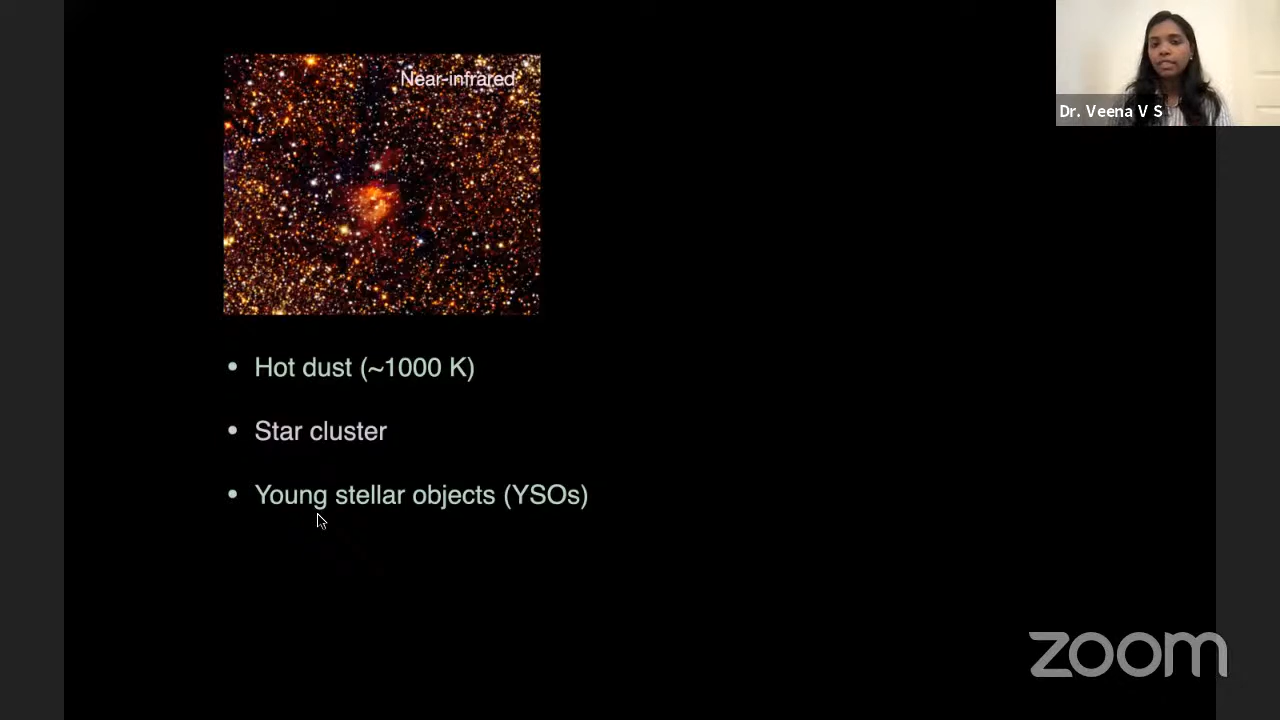 Near-infrared
Dr. Veena V S
• Hot dust (~1000 K)
• Star cluster
• Young stellar objects (YSOs)
zoom